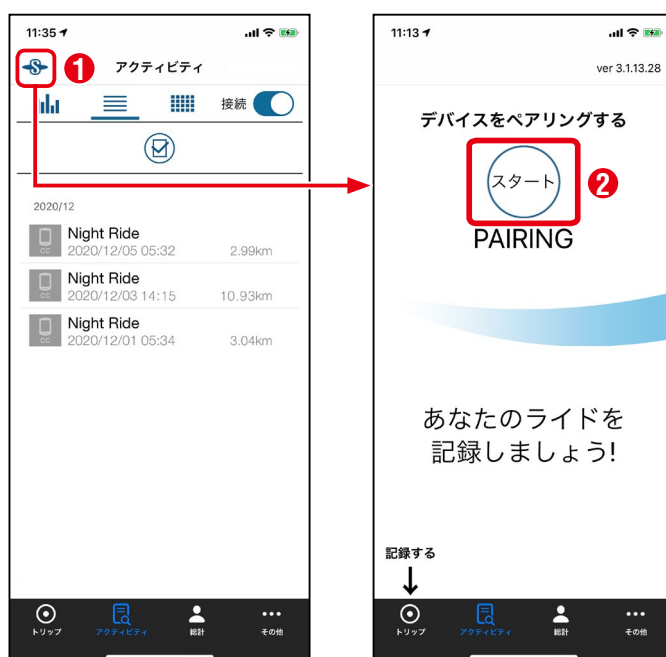 11:35
アクティビティ
1
接続
2020/12
Night Ride
2020/12/05 05:32 2.99km
CC
Night Ride
2020/12/03 14:15 10.93km
CC
Night Ride
2020/12/01 05:34 3.04km
CC
トリップ アクティビティ 総計 その他
11:13
ver 3.1.13.28
デバイスをペアリングする
スタート
2
PAIRING
あなたのライドを
記録しましょう!
記録する
トリップ アクティビティ 総計 その他